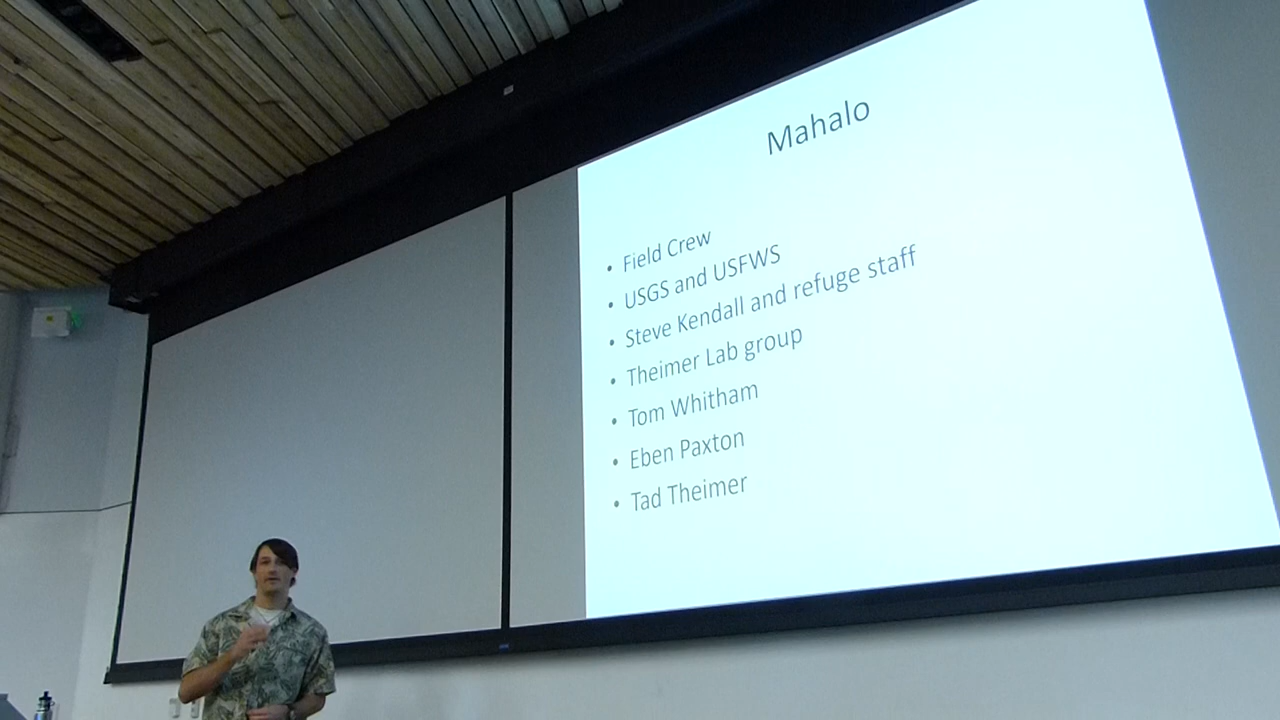 Mahalo
• Field Crew
• USGS and USFWS
• Steve Kendall and refuge staff
• Theimer Lab group
• Tom Whitham
• Eben Paxton
• Tad Theimer